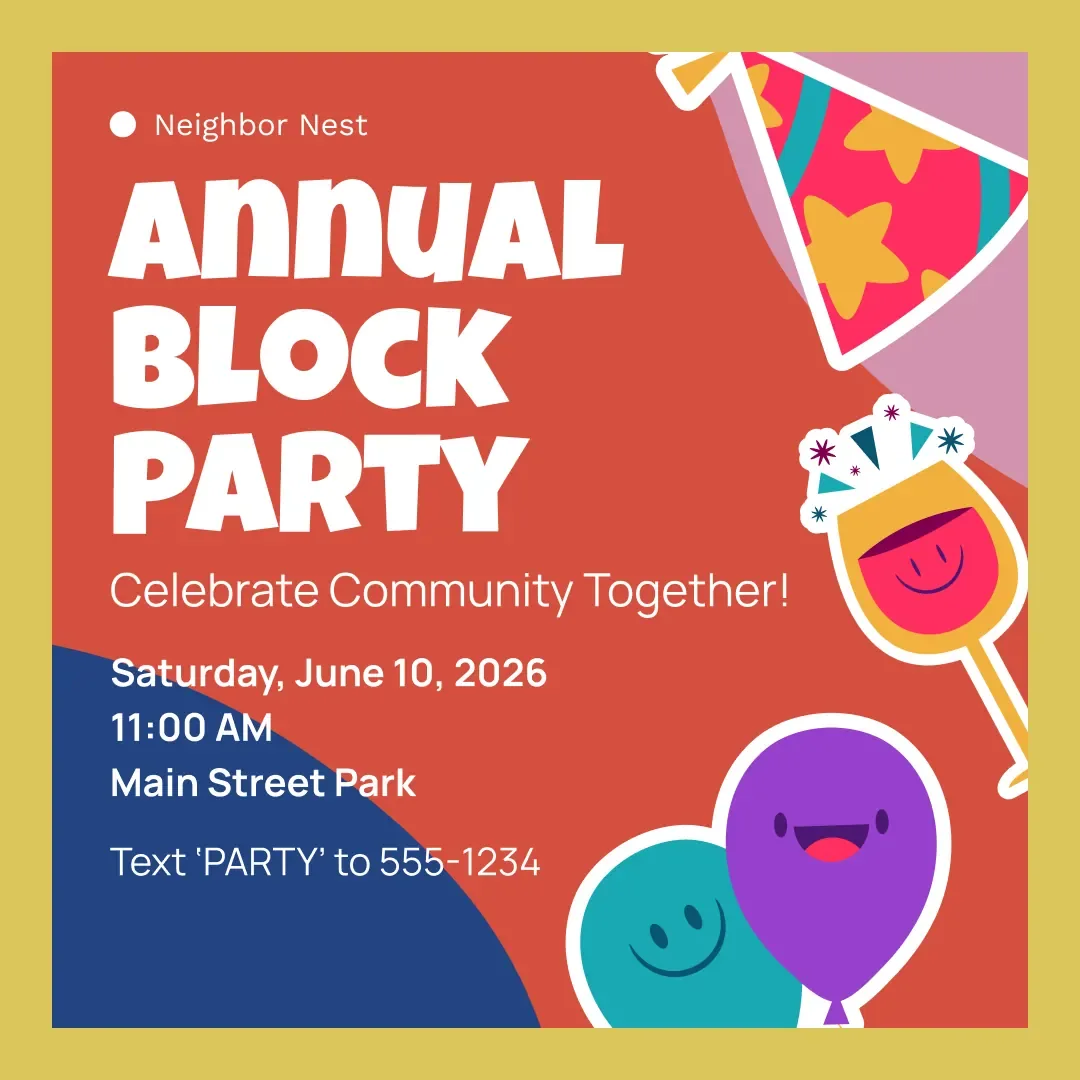 Neighbor Nest
ANNUAL
BLOCK
PARTY
Celebrate Community Together!
Saturday, June 10, 2026
11:00 AM
Main Street Park
Text ‘PARTY’ to 555-1234